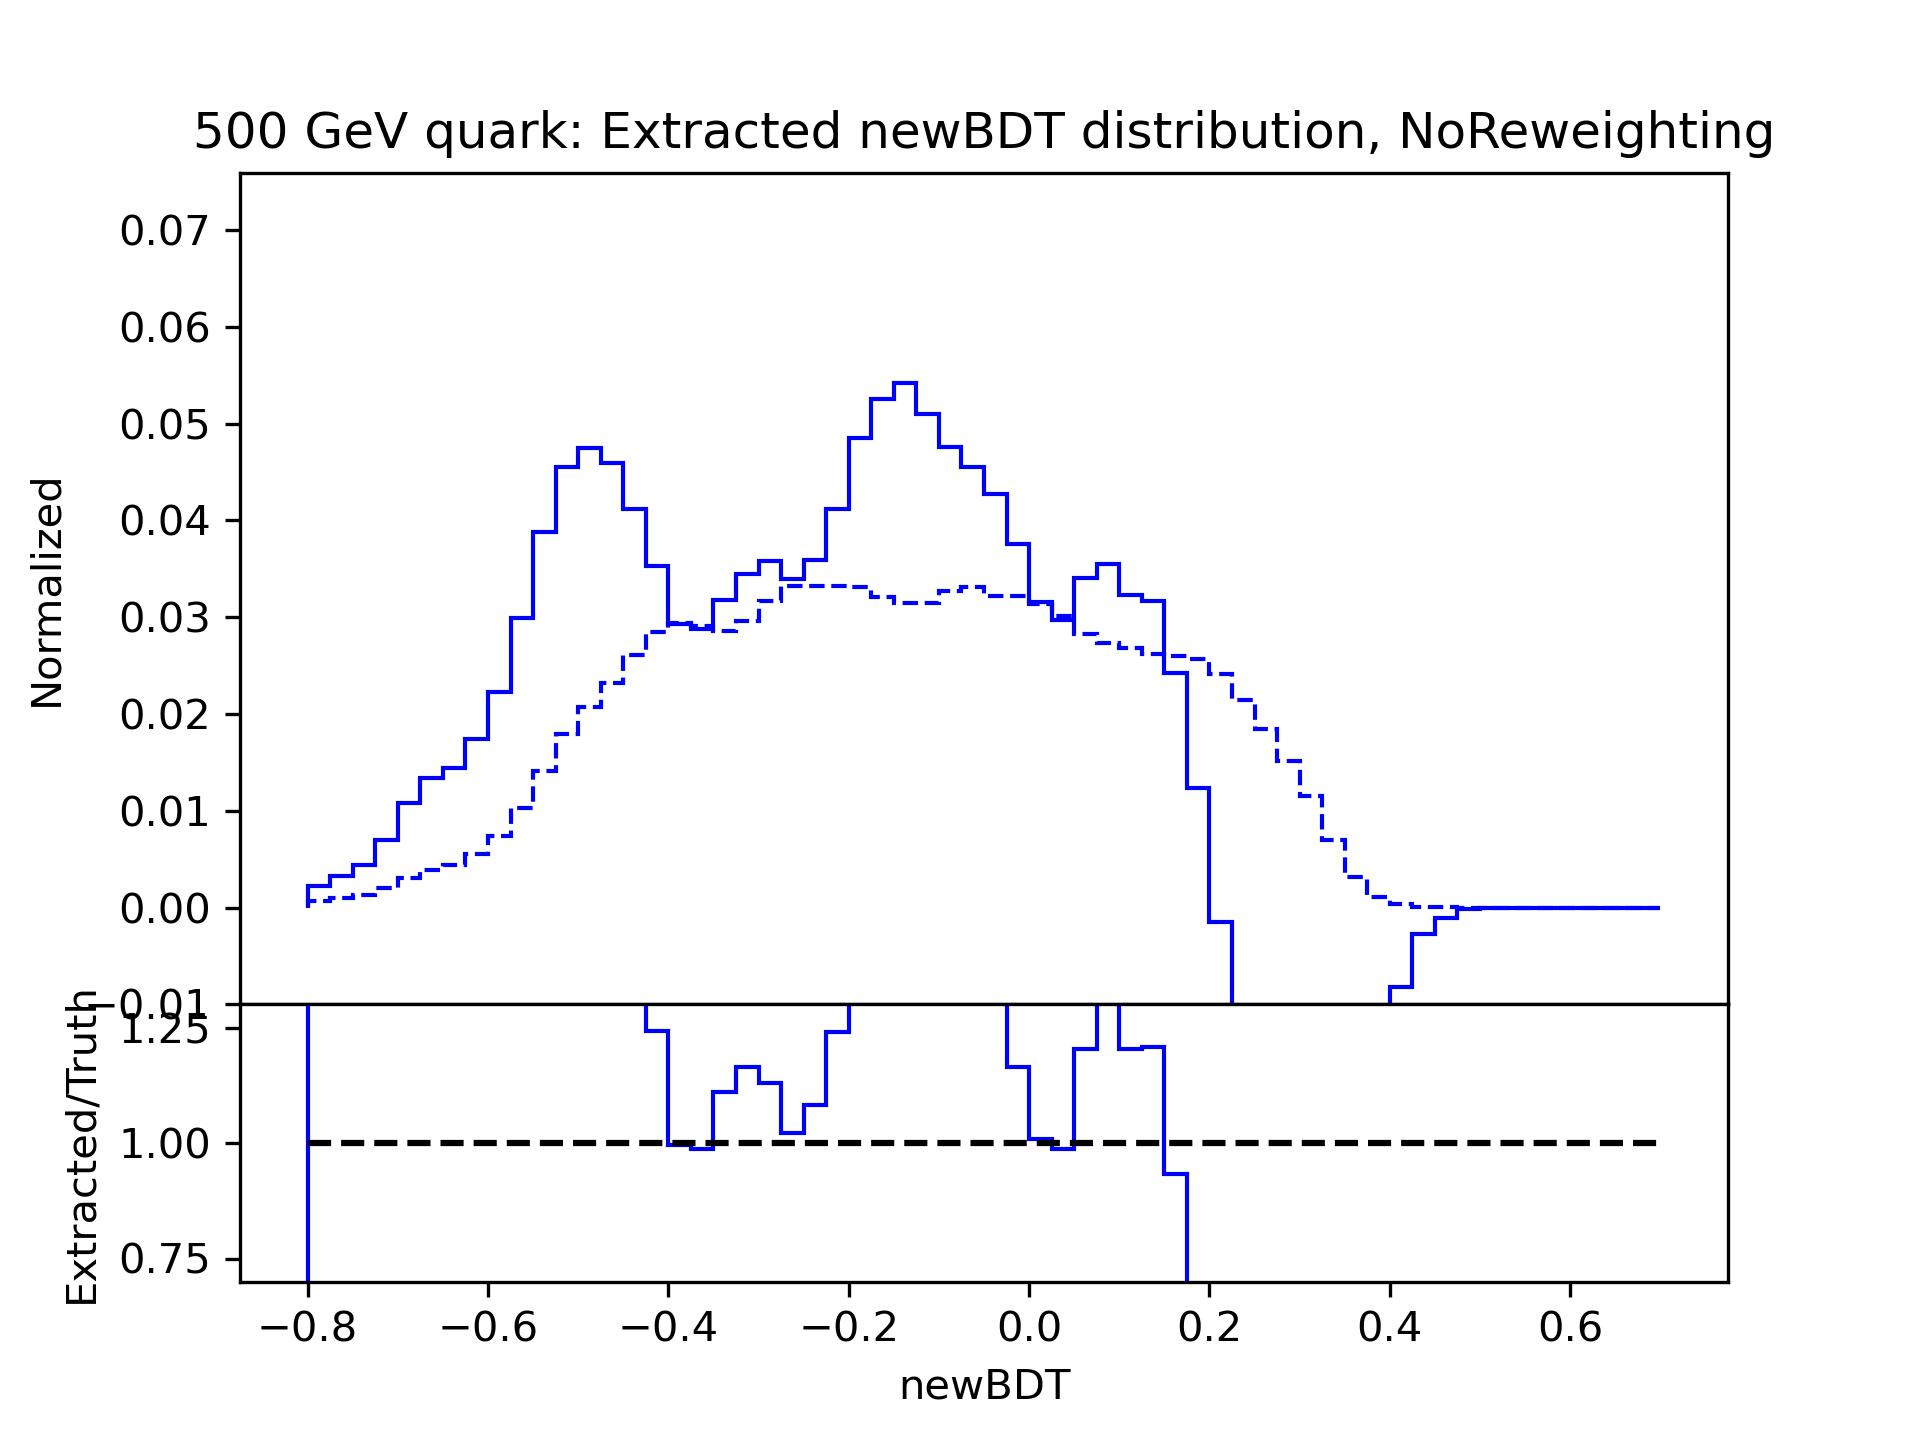 500 GeV quark: Extracted newBDT distribution, NoReweighting
Normalized
0.07
0.06
0.05
0.04
0.03
0.02
0.01
0.00
−0.01
Extracted/Truth
1.25
1.00
0.75
−0.8 −0.6 −0.4 −0.2 0.0 0.2 0.4 0.6
newBDT